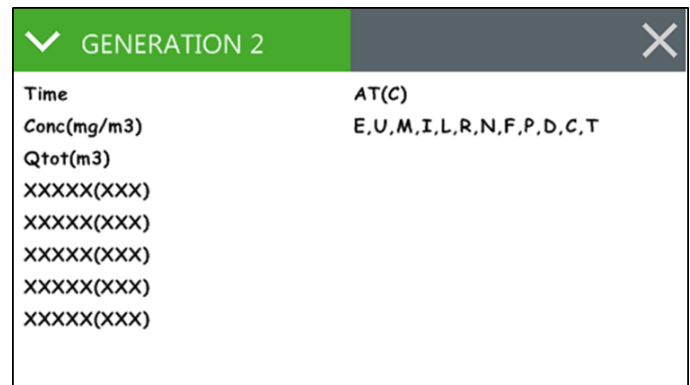 GENERATION 2
Time
Conc(mg/m3)
Qtot(m3)
XXXXX(XXX)
XXXXX(XXX)
XXXXX(XXX)
XXXXX(XXX)
XXXXX(XXX)
AT(C)
E,U,M,I,L,R,N,F,P,D,C,T